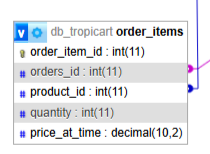 v db_tropicart order_items
order_item_id : int(11)
# orders_id : int(11)
# product_id : int(11)
# quantity : int(11)
# price_at_time : decimal(10,2)